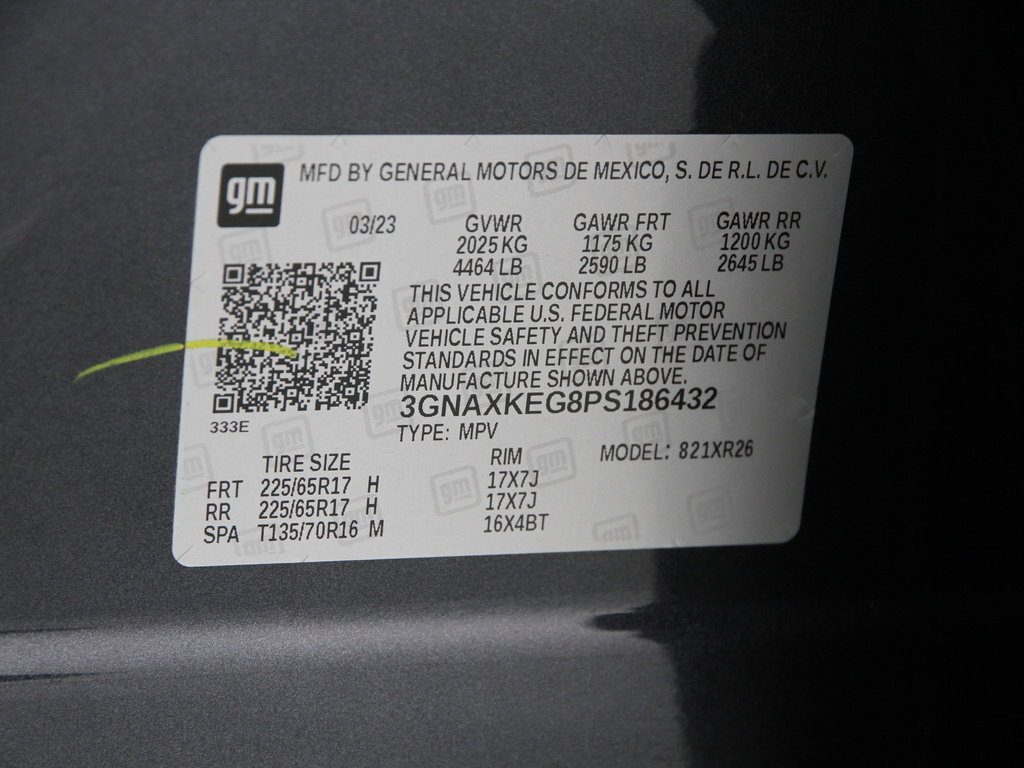 gm
MFD BY GENERAL MOTORS DE MEXICO, S. DE R.L. DE C.V.
03/23 GVWR GAWR FRT GAWR RR
2025 KG 1175 KG 1200 KG
4464 LB 2590 LB 2645 LB
THIS VEHICLE CONFORMS TO ALL
APPLICABLE U.S. FEDERAL MOTOR
VEHICLE SAFETY AND THEFT PREVENTION
STANDARDS IN EFFECT ON THE DATE OF
MANUFACTURE SHOWN ABOVE.
3GNAXKEG8PS186432
333E
TYPE: MPV
TIRE SIZE RIM MODEL: 821XR26
FRT 225/65R17 H 17X7J
RR 225/65R17 H 17X7J
SPA T135/70R16 M 16X4BT